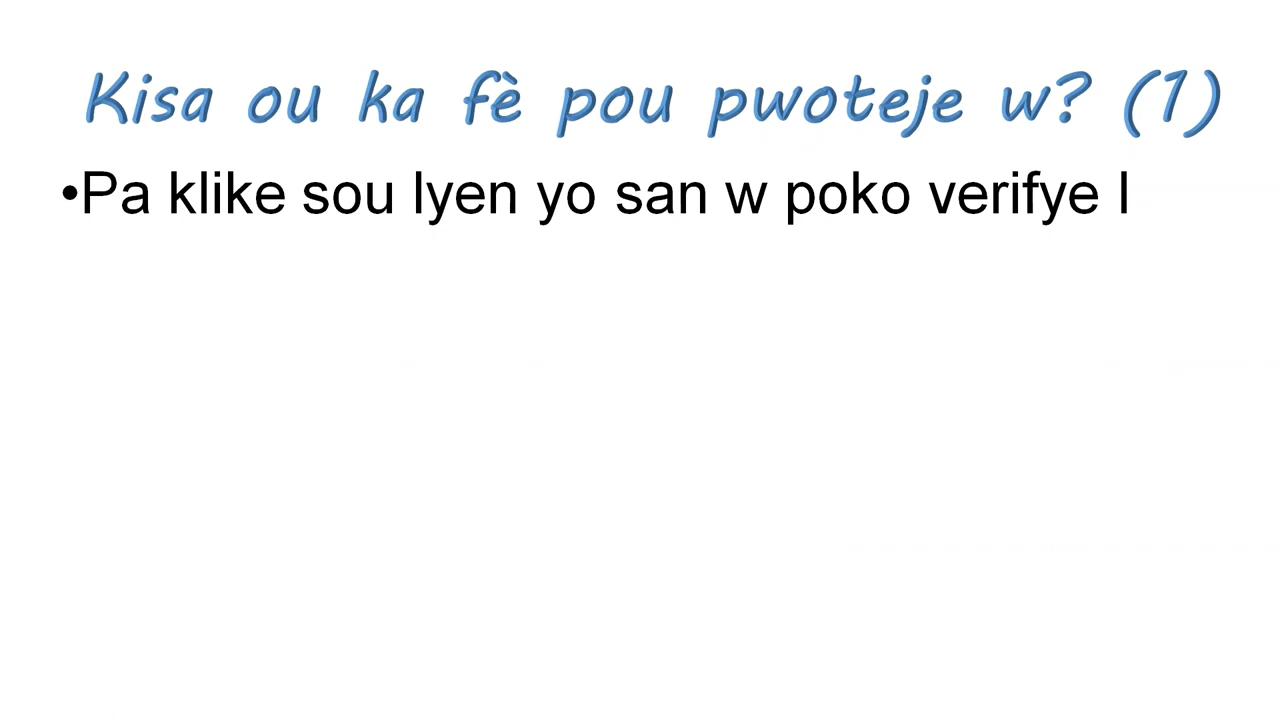 Kisa ou ka fè pou pwoteje w? (1)
•Pa klike sou lyen yo san w poko verifye l